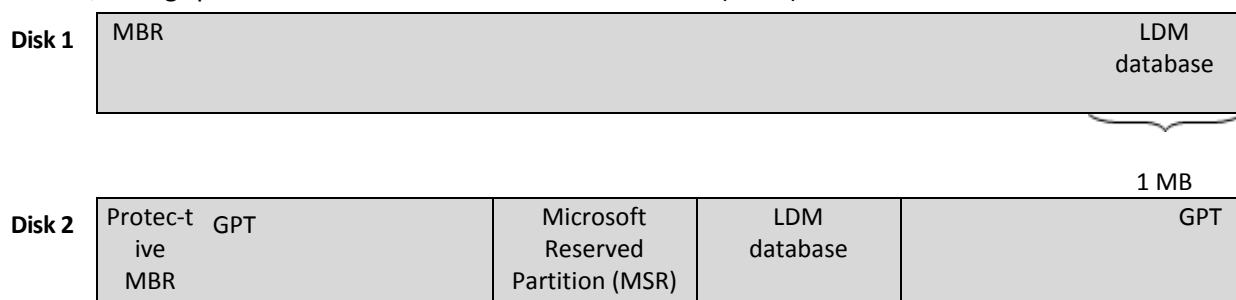 Disk 1
MBR
LDM
database
1 MB
Disk 2
Protec-t
ive
MBR
GPT
Microsoft
Reserved
Partition (MSR)
LDM
database
GPT